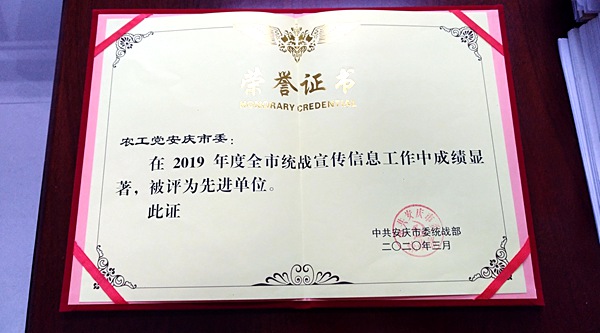 荣誉证书
HONORARY CREDENTIAL
农工党安庆市委：
在 2019 年度全市统战宣传信息工作中成绩显
著，被评为先进单位。
此证
中共安庆市委统战部
二〇二〇年三月